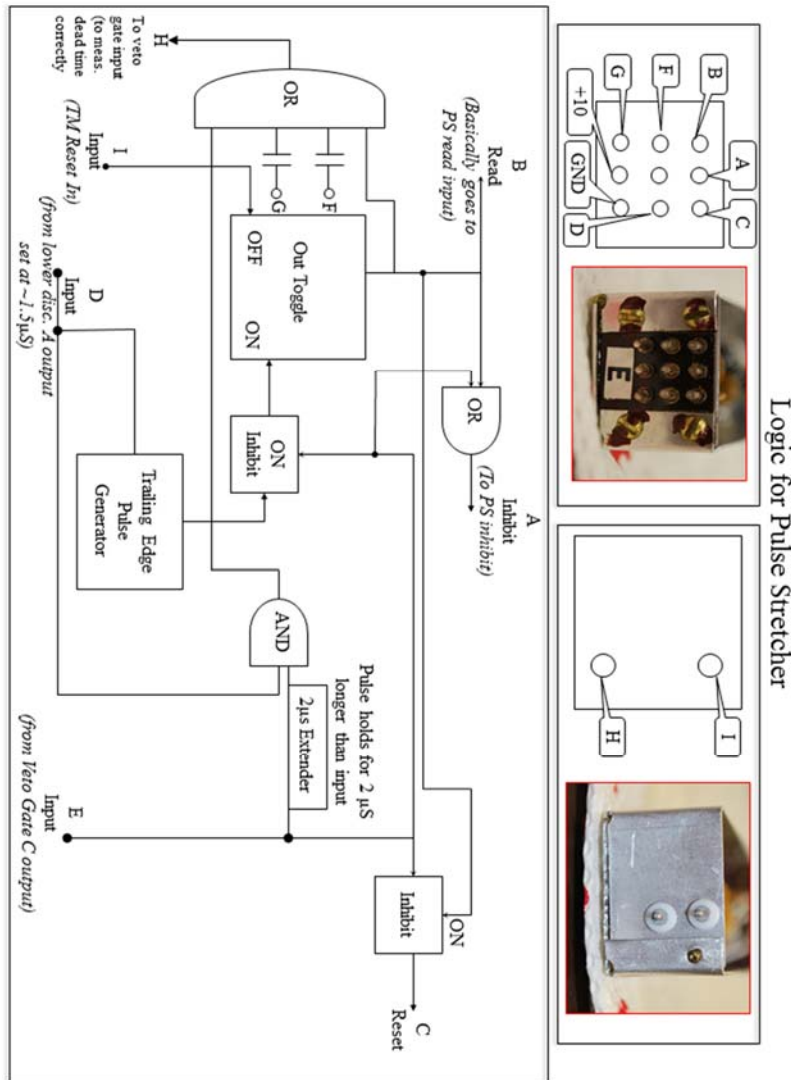 Logic for Pulse Stretcher
B
A
C
F
G
+10
GND
D
E
I
H
B
Read
(Basically goes to
PS read input)
A
Inhibit
(To PS inhibit)
OR
C
Reset
ON
Inhibit
Out Toggle
OFF
ON
F
G
OR
H
To veto
gate input
(to meas.
dead time
correctly
I
Input
(TM Reset In)
ON
Inhibit
Trailing Edge
Pulse
Generator
AND
Pulse holds for 2 μS
longer than input
2μs Extender
D
Input
(from lower disc. A output
set at ~1.5μS)
E
Input
(from Veto Gate C output)